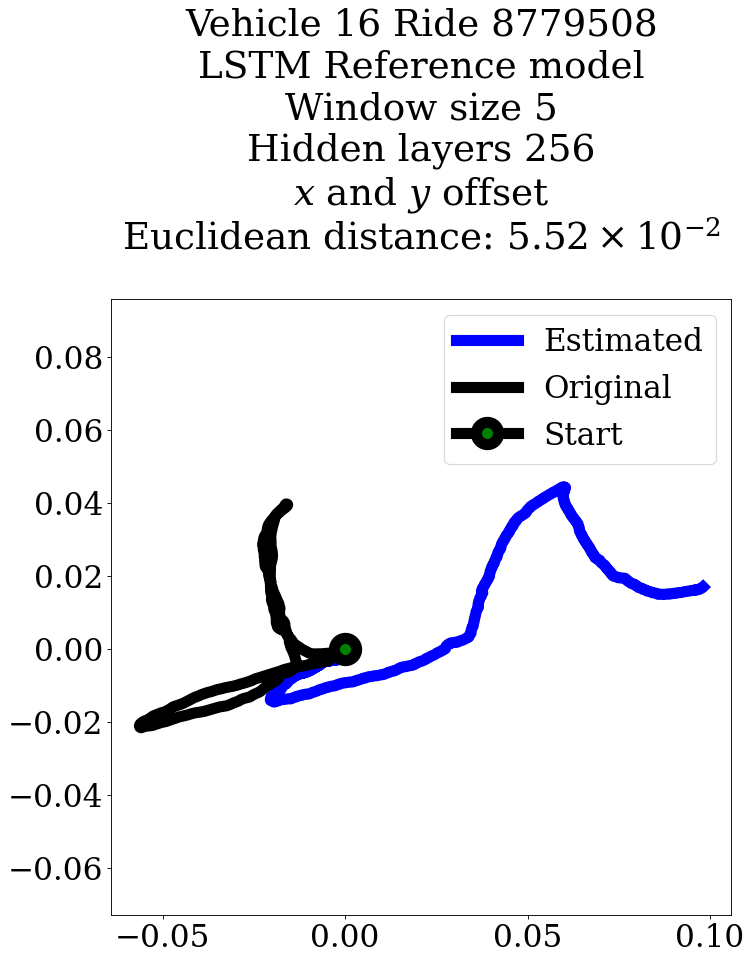 Vehicle 16 Ride 8779508
LSTM Reference model
Window size 5
Hidden layers 256
x and y offset
Euclidean distance: 5.52 × 10⁻²
Estimated
Original
Start
0.08
0.06
0.04
0.02
0.00
−0.02
−0.04
−0.06
−0.05 0.00 0.05 0.10